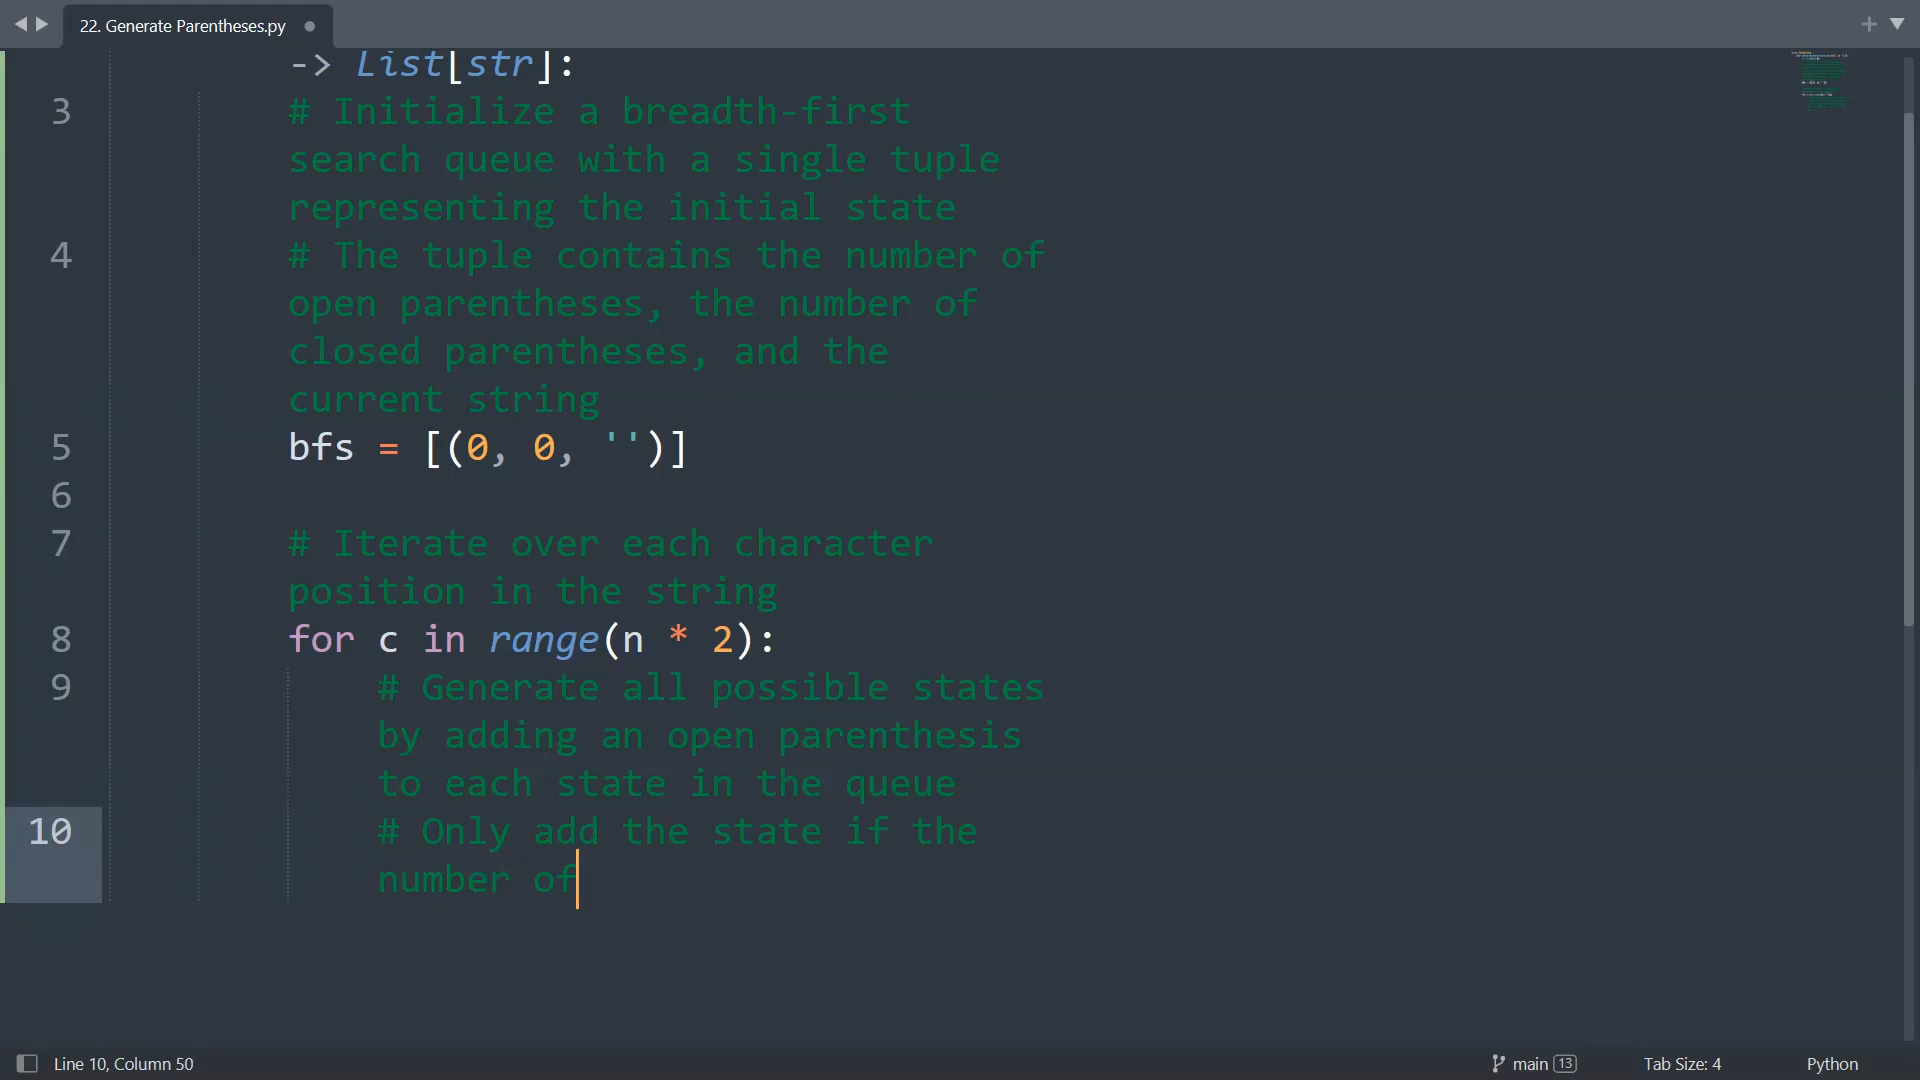 22. Generate Parentheses.py
-> List[str]:
3 # Initialize a breadth-first
search queue with a single tuple
representing the initial state
4 # The tuple contains the number of
open parentheses, the number of
closed parentheses, and the
current string
5 bfs = [(0, 0, '')]
6
7 # Iterate over each character
position in the string
8 for c in range(n * 2):
9 # Generate all possible states
by adding an open parenthesis
to each state in the queue
10 # Only add the state if the
number of
Line 10, Column 50 main 13 Tab Size: 4 Python